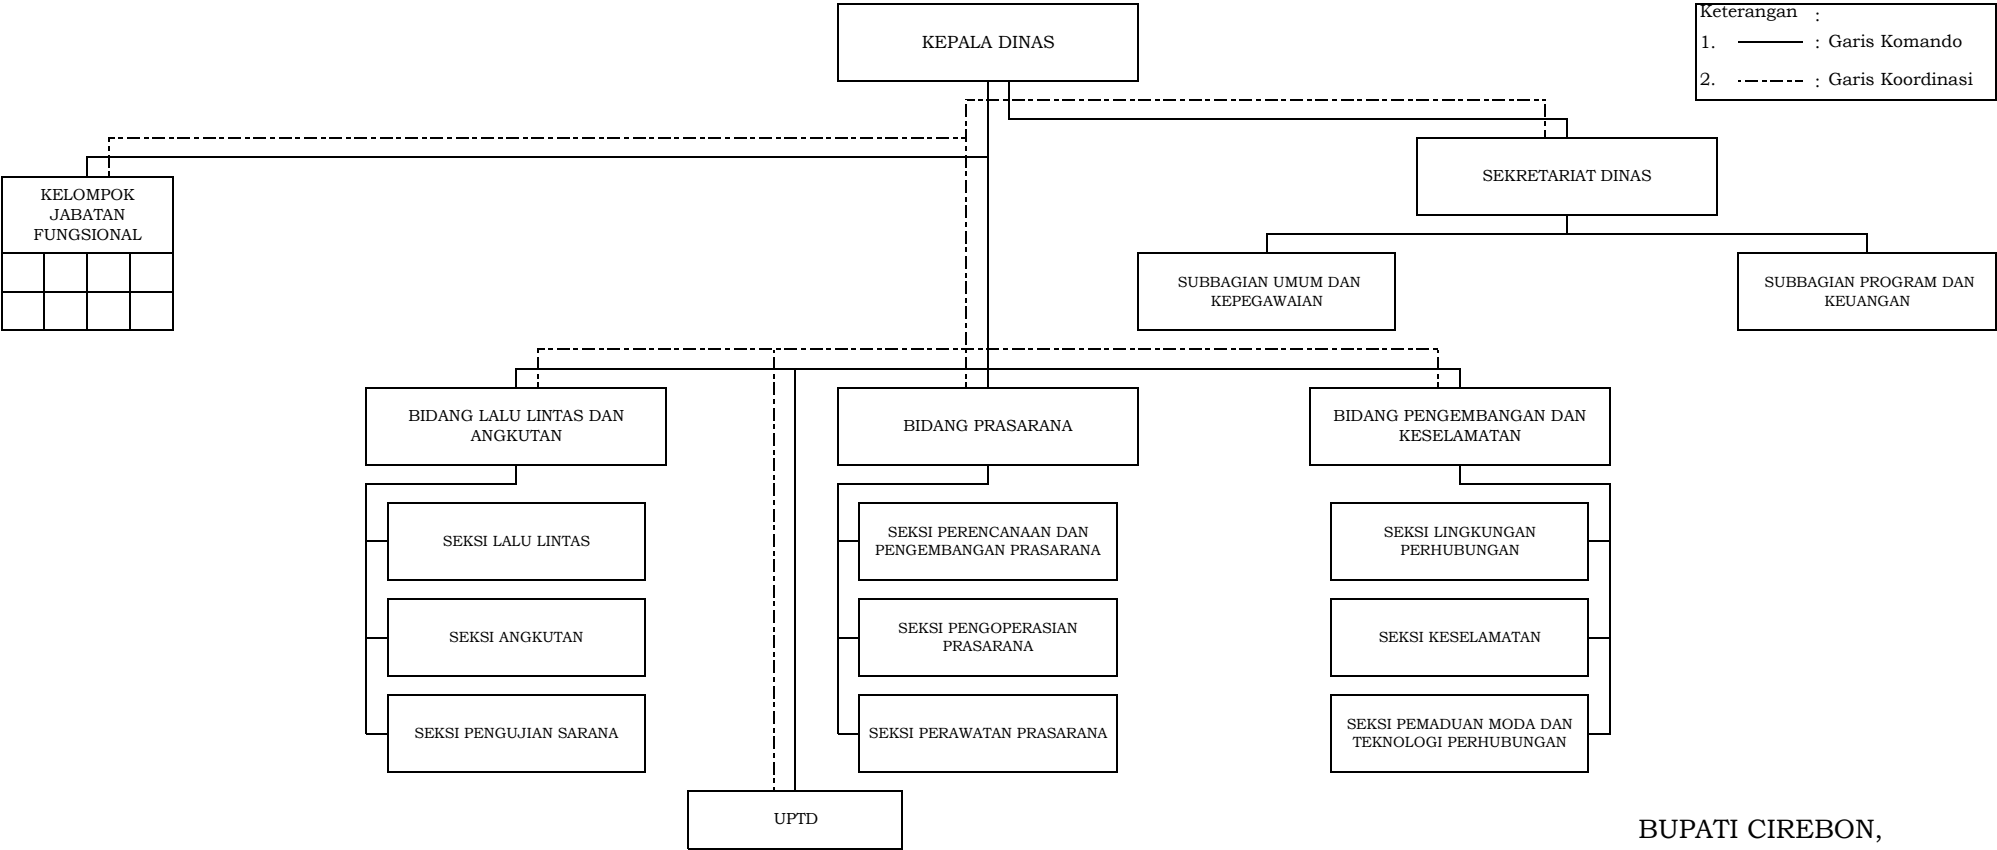 KEPALA DINAS
Keterangan :
1. : Garis Komando
2. : Garis Koordinasi
SEKRETARIAT DINAS
KELOMPOK
JABATAN
FUNGSIONAL
SUBBAGIAN UMUM DAN
KEPEGAWAIAN
SUBBAGIAN PROGRAM DAN
KEUANGAN
BIDANG LALU LINTAS DAN
ANGKUTAN
BIDANG PRASARANA
BIDANG PENGEMBANGAN DAN
KESELAMATAN
SEKSI LALU LINTAS
SEKSI ANGKUTAN
SEKSI PENGUJIAN SARANA
SEKSI PERENCANAAN DAN
PENGEMBANGAN PRASARANA
SEKSI PENGOPERASIAN
PRASARANA
SEKSI PERAWATAN PRASARANA
SEKSI LINGKUNGAN
PERHUBUNGAN
SEKSI KESELAMATAN
SEKSI PEMADUAN MODA DAN
TEKNOLOGI PERHUBUNGAN
UPTD
BUPATI CIREBON,